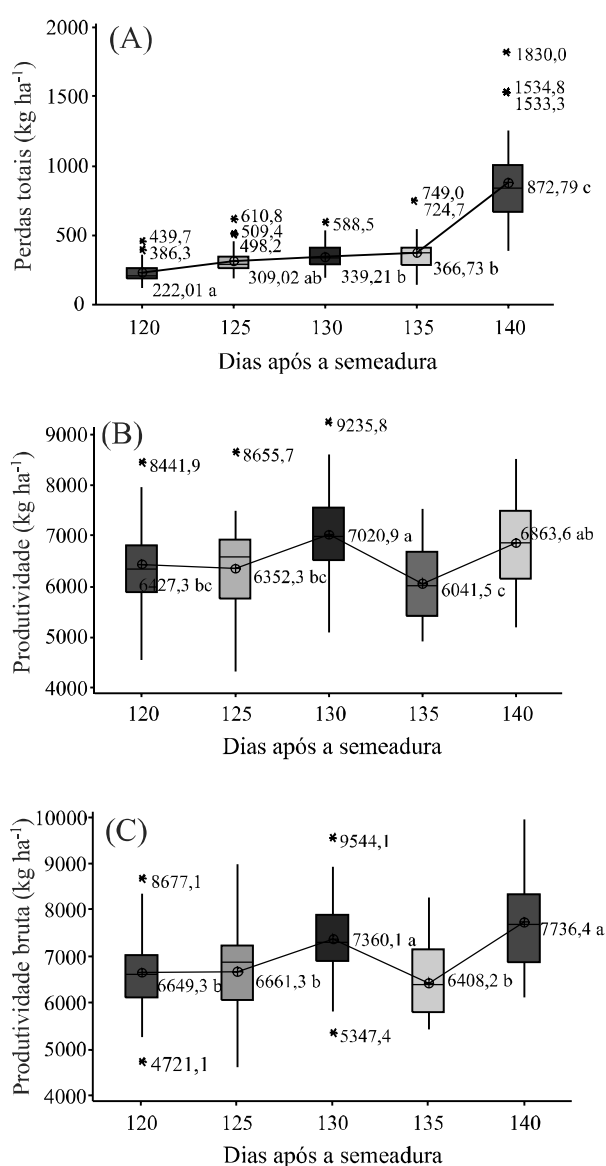 (A)
Perdas totais (kg ha⁻¹)
2000
1500
1000
500
0
1830,0
1534,8
1533,3
872,79 c
749,0
724,7
366,73 b
588,5
339,21 b
610,8
509,4
498,2
309,02 ab
439,7
386,3
222,01 a
120 125 130 135 140
Dias após a semeadura
(B)
Produtividade (kg ha⁻¹)
9000
8000
7000
6000
5000
4000
8441,9
8655,7
9235,8
6427,3 bc
6352,3 bc
7020,9 a
6041,5 c
6863,6 ab
120 125 130 135 140
Dias após a semeadura
(C)
Produtividade bruta (kg ha⁻¹)
10000
9000
8000
7000
6000
5000
4000
8677,1
9544,1
6649,3 b
6661,3 b
7360,1 a
6408,2 b
7736,4 a
4721,1
5347,4
120 125 130 135 140
Dias após a semeadura